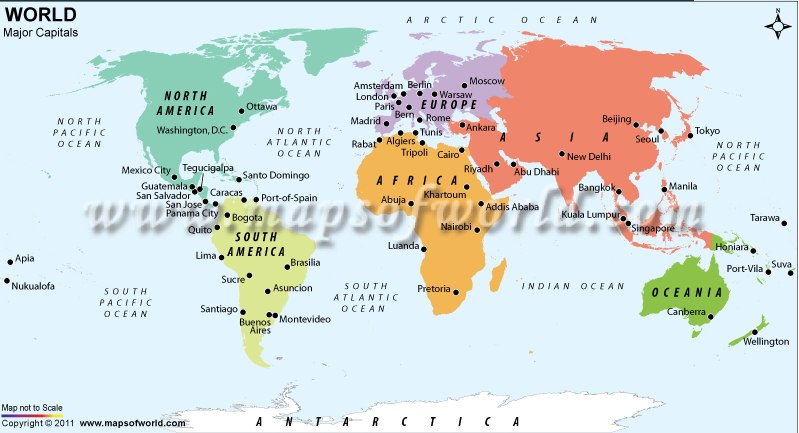 WORLD
Major Capitals
ARCTIC OCEAN
N
NORTH
AMERICA
Ottawa
Washington, D.C.
NORTH
PACIFIC
OCEAN
NORTH
ATLANTIC
OCEAN
Mexico City
Tegucigalpa
Guatemala
San Salvador
San Jose
Panama City
Santo Domingo
Caracas
Port-of-Spain
Bogota
Quito
SOUTH
AMERICA
Lima
Brasilia
Sucre
Asuncion
Santiago
Buenos
Aires
Montevideo
Apia
Nukualofa
SOUTH
PACIFIC
OCEAN
SOUTH
ATLANTIC
OCEAN
Amsterdam
Berlin
Moscow
London
Warsaw
Paris
EUROPE
Bern
Rome
Madrid
Ankara
Tunis
Rabat
Algiers
Tripoli
Cairo
AFRICA
Khartoum
Abuja
Addis Ababa
Nairobi
Luanda
Pretoria
ASIA
Beijing
Seoul
Tokyo
Riyadh
Abu Dhabi
New Delhi
Bangkok
Manila
Kuala Lumpur
Singapore
NORTH
PACIFIC
OCEAN
Tarawa
Honiara
Port-Vila
Suva
INDIAN OCEAN
OCEANIA
Canberra
Wellington
www.mapsofworld.com
Map not to Scale
Copyright © 2011 www.mapsofworld.com
ANTARCTICA